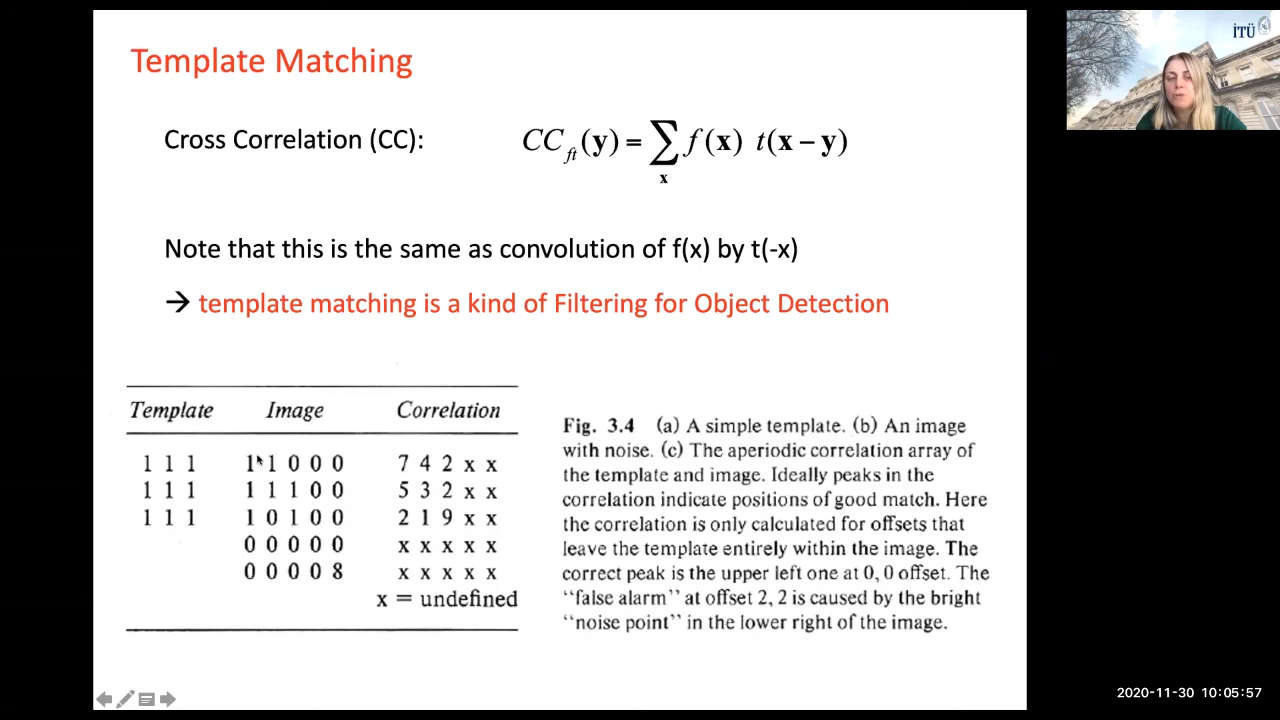 Template Matching
Cross Correlation (CC): CC_ft(y) = ∑_x f(x) t(x – y)
Note that this is the same as convolution of f(x) by t(-x)
→ template matching is a kind of Filtering for Object Detection
Template Image Correlation
1 1 1 1 1 0 0 0 7 4 2 x x
1 1 1 1 1 1 0 0 5 3 2 x x
1 1 1 1 0 1 0 0 2 1 9 x x
0 0 0 0 0 x x x x x
0 0 0 0 8 x x x x x
x = undefined
Fig. 3.4 (a) A simple template. (b) An image
with noise. (c) The aperiodic correlation array of
the template and image. Ideally peaks in the
correlation indicate positions of good match. Here
the correlation is only calculated for offsets that
leave the template entirely within the image. The
correct peak is the upper left one at 0, 0 offset. The
“false alarm” at offset 2, 2 is caused by the bright
“noise point” in the lower right of the image.
İTÜ
2020-11-30 10:05:57